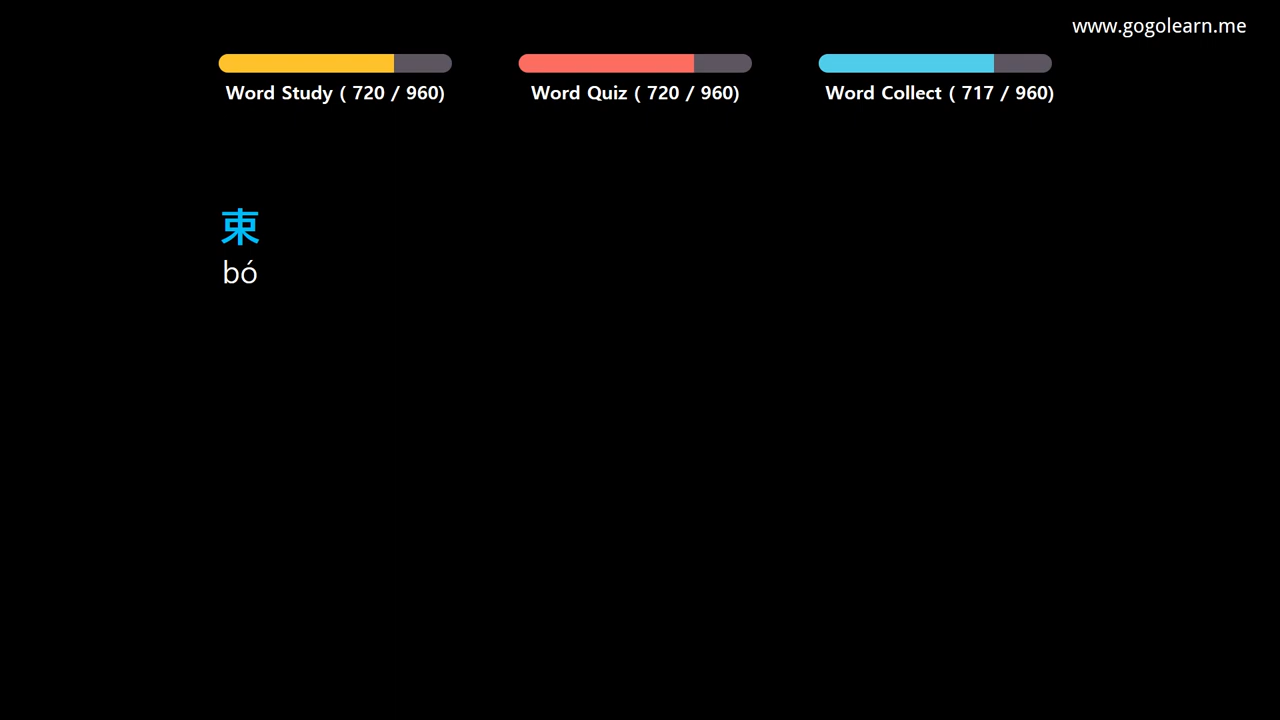 www.gogolearn.me
Word Study ( 720 / 960)
Word Quiz ( 720 / 960)
Word Collect ( 717 / 960)
束
bó